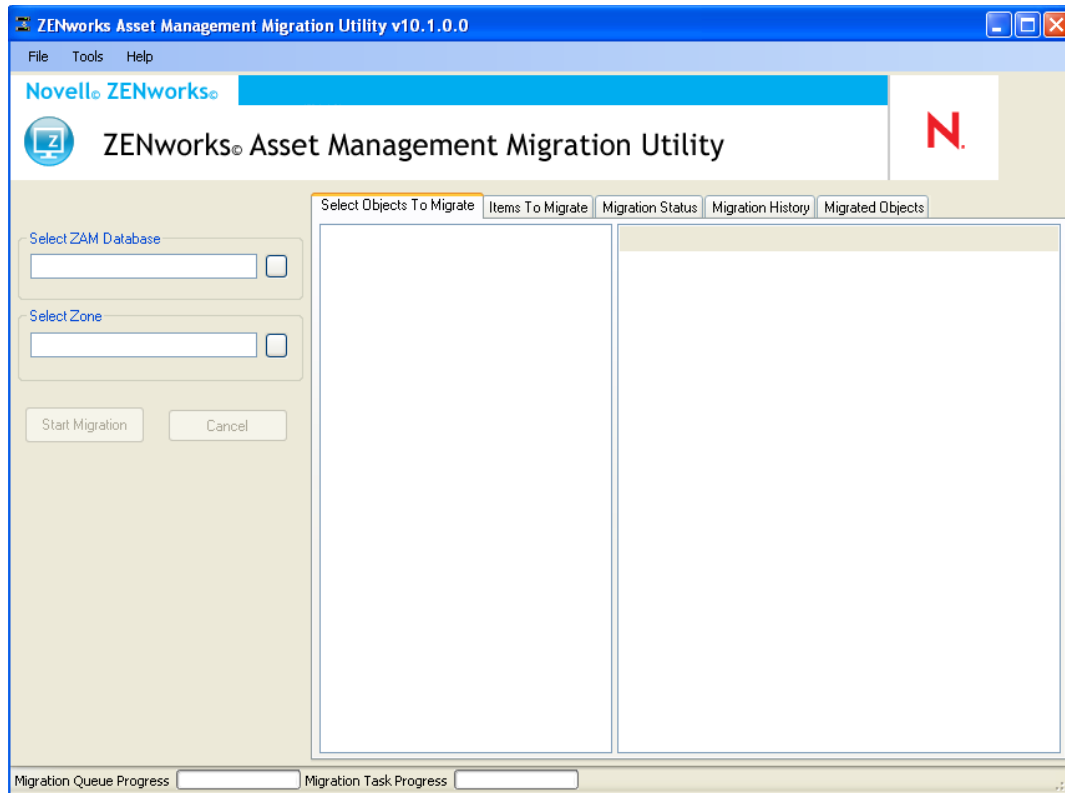 ZENworks Asset Management Migration Utility v10.1.0.0
File Tools Help
Novell© ZENworks©
Z
ZENworks© Asset Management Migration Utility
N.
Select Objects To Migrate Items To Migrate Migration Status Migration History Migrated Objects
Select ZAM Database
Select Zone
Start Migration Cancel
Migration Queue Progress Migration Task Progress